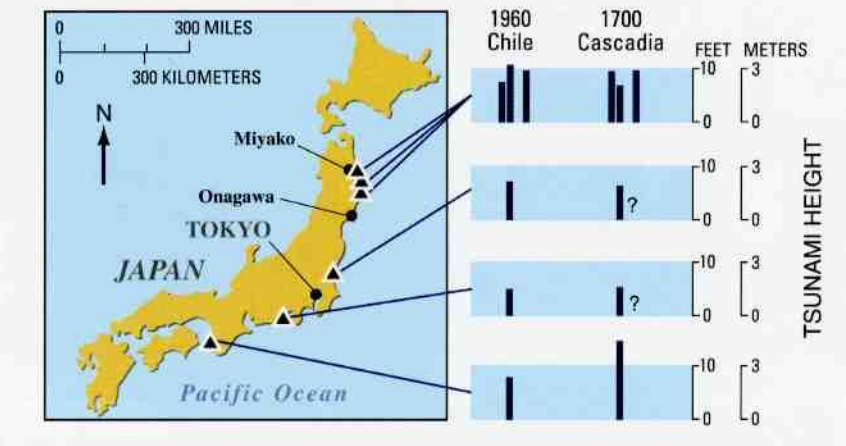 0 300 MILES
0 300 KILOMETERS
N
Miyako
Onagawa
TOKYO
JAPAN
Pacific Ocean
1960
Chile
1700
Cascadia
FEET METERS
10 3
0 0
10 3
? 0 0
10 3
? 0 0
10 3
0 0
TSUNAMI HEIGHT